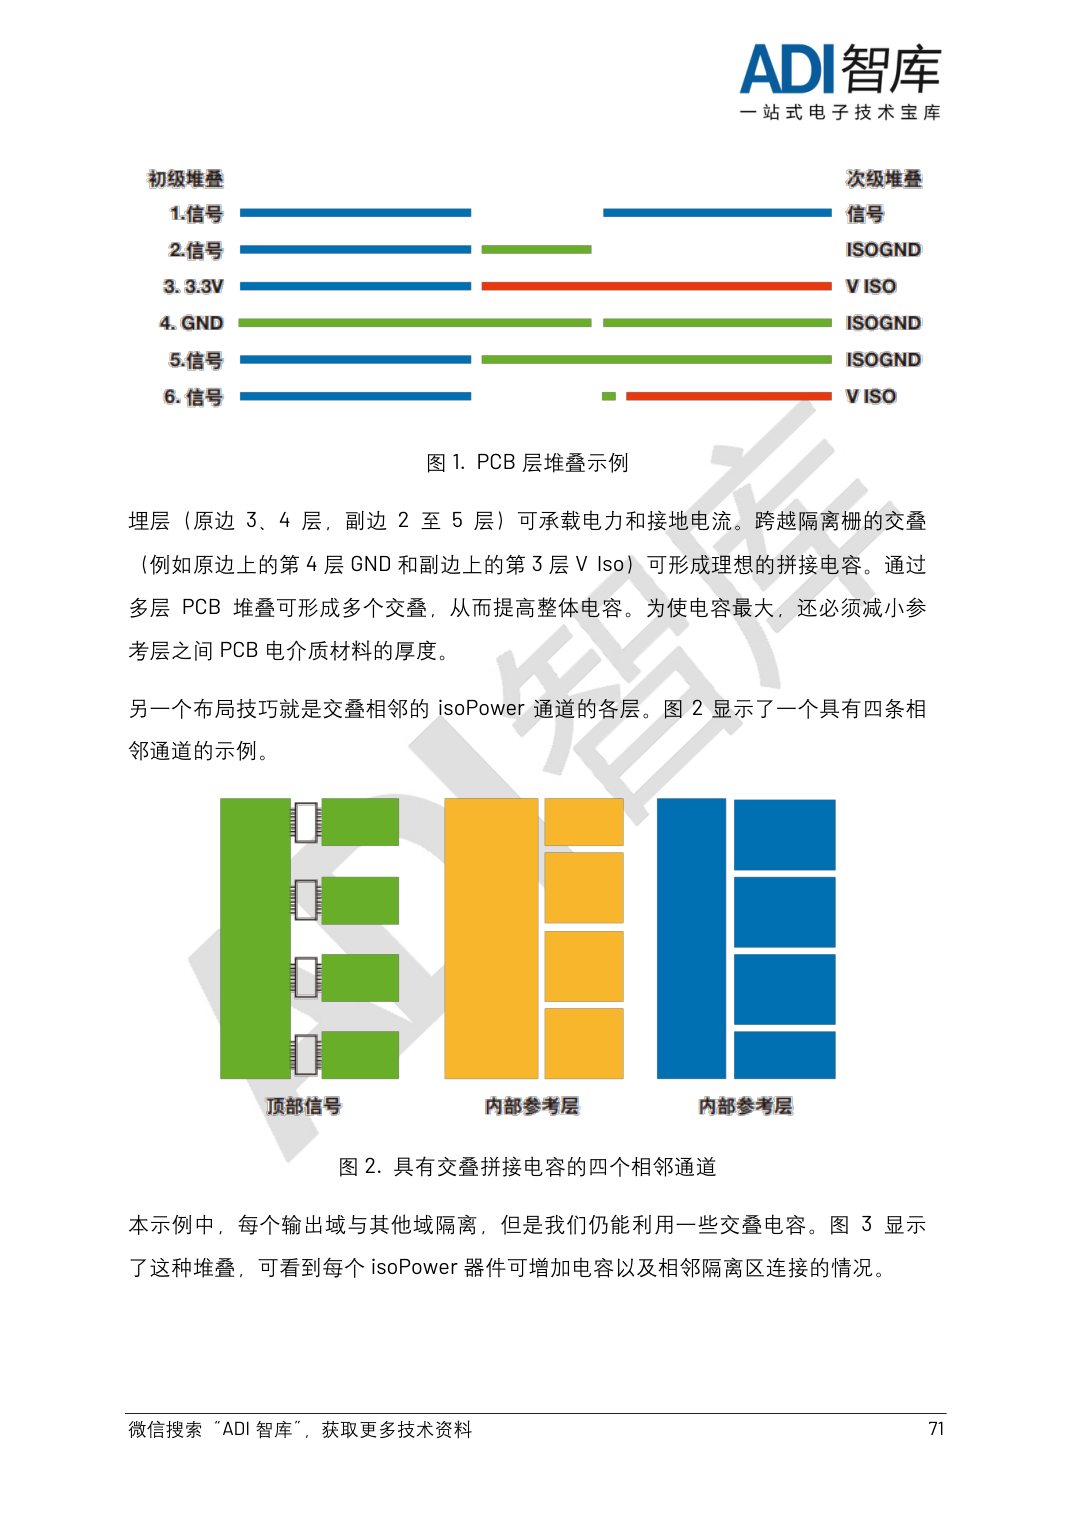 ADI智库
一站式电子技术宝库
初级堆叠 次级堆叠
1.信号 信号
2.信号 ISOGND
3. 3.3V V ISO
4. GND ISOGND
5.信号 ISOGND
6. 信号 V ISO
图 1. PCB 层堆叠示例
埋层（原边 3、4 层，副边 2 至 5 层）可承载电力和接地电流。跨越隔离栅的交叠
（例如原边上的第 4 层 GND 和副边上的第 3 层 V Iso）可形成理想的拼接电容。通过
多层 PCB 堆叠可形成多个交叠，从而提高整体电容。为使电容最大，还必须减小参
考层之间 PCB 电介质材料的厚度。
另一个布局技巧就是交叠相邻的 isoPower 通道的各层。图 2 显示了一个具有四条相
邻通道的示例。
顶部信号 内部参考层 内部参考层
图 2. 具有交叠拼接电容的四个相邻通道
本示例中，每个输出域与其他域隔离，但是我们仍能利用一些交叠电容。图 3 显示
了这种堆叠，可看到每个 isoPower 器件可增加电容以及相邻隔离区连接的情况。
微信搜索“ADI 智库”，获取更多技术资料 71
ADI智库